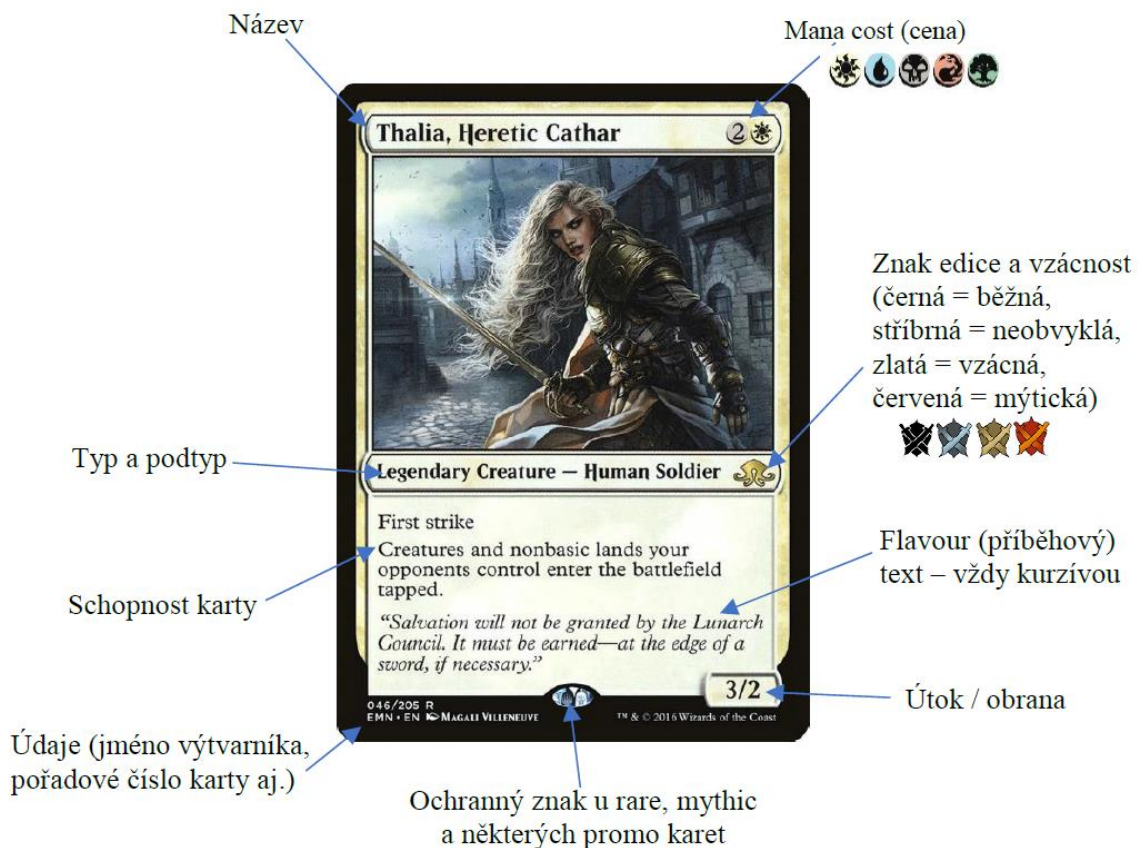 Název
Mana cost (cena)
Thalia, Heretic Cathar
2
Znak edice a vzácnost
(černá = běžná,
stříbrná = neobvyklá,
zlatá = vzácná,
červená = mýtická)
Typ a podtyp
Legendary Creature — Human Soldier
First strike
Creatures and nonbasic lands your
opponents control enter the battlefield
tapped.
Schopnost karty
Flavour (příběhový)
text – vždy kurzívou
“Salvation will not be granted by the Lunarch
Council. It must be earned—at the edge of a
sword, if necessary.”
3/2
Útok / obrana
046/205 R
EMN • EN Magali Villeneuve
™ & © 2016 Wizards of the Coast
Údaje (jméno výtvarníka,
pořadové číslo karty aj.)
Ochranný znak u rare, mythic
a některých promo karet